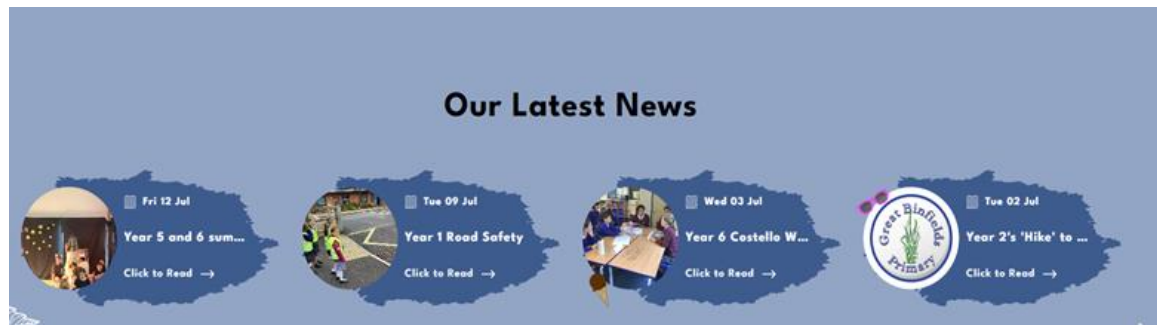 Our Latest News
Fri 12 Jul
Year 5 and 6 sum...
Click to Read →
Tue 09 Jul
Year 1 Road Safety
Click to Read →
Wed 03 Jul
Year 6 Costello W...
Click to Read →
Great Binfields
Primary
Tue 02 Jul
Year 2's 'Hike' to ...
Click to Read →